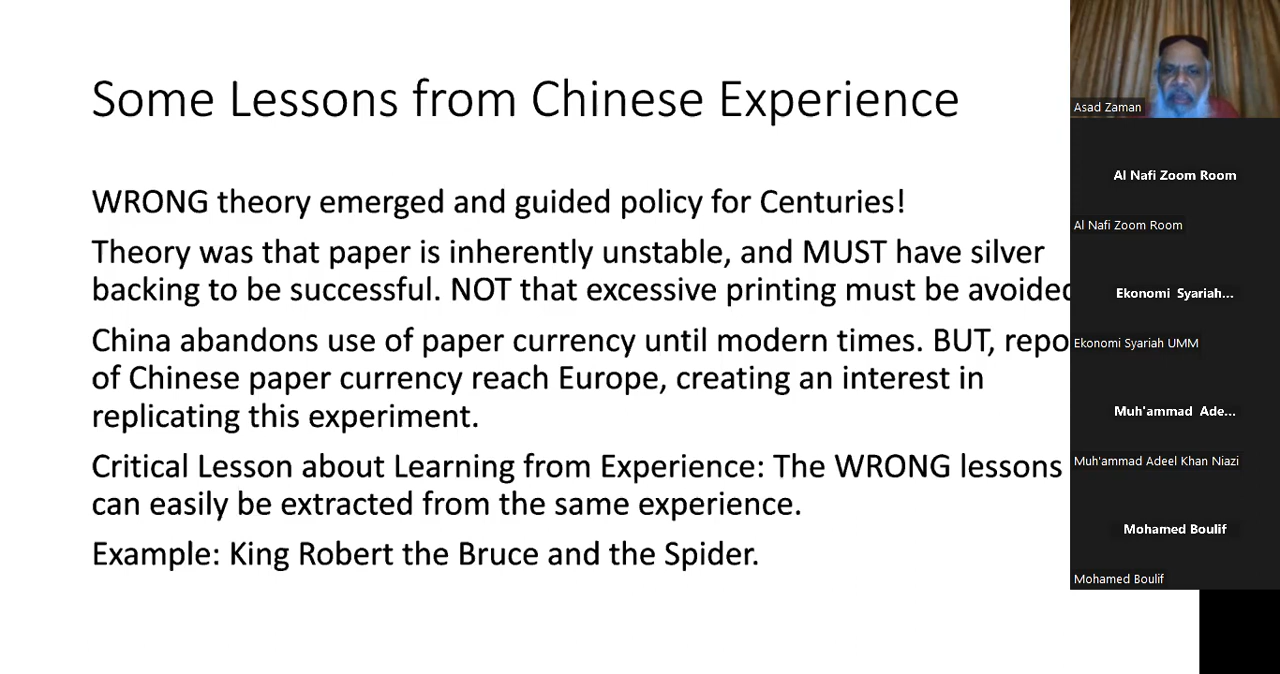 Some Lessons from Chinese Experience
WRONG theory emerged and guided policy for Centuries!
Theory was that paper is inherently unstable, and MUST have silver
backing to be successful. NOT that excessive printing must be avoided
China abandons use of paper currency until modern times. BUT, repo
of Chinese paper currency reach Europe, creating an interest in
replicating this experiment.
Critical Lesson about Learning from Experience: The WRONG lessons
can easily be extracted from the same experience.
Example: King Robert the Bruce and the Spider.
Asad Zaman
Al Nafi Zoom Room
Al Nafi Zoom Room
Ekonomi Syariah...
Ekonomi Syariah UMM
Muh'ammad Ade...
Muh'ammad Adeel Khan Niazi
Mohamed Boulif
Mohamed Boulif